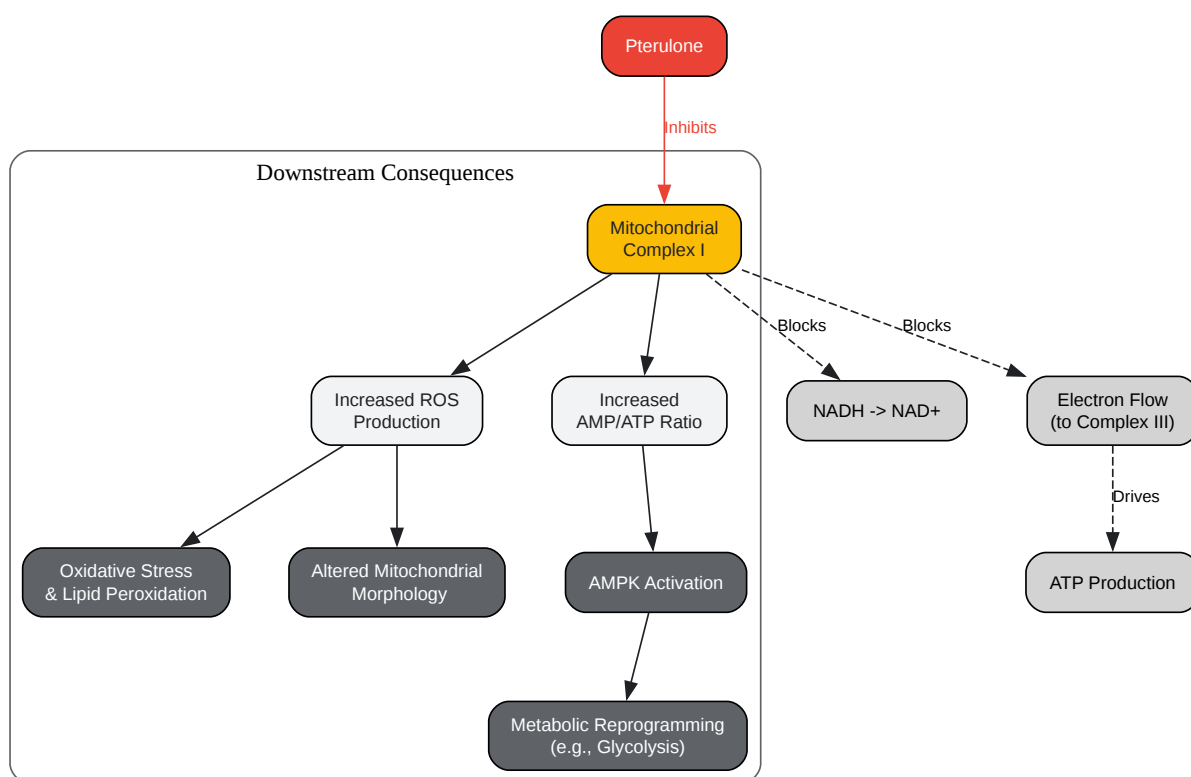 Pterulone
Inhibits
Downstream Consequences
Mitochondrial
Complex I
Blocks
Blocks
Increased ROS
Production
Increased
AMP/ATP Ratio
NADH -> NAD+
Electron Flow
(to Complex III)
Drives
Oxidative Stress
& Lipid Peroxidation
Altered Mitochondrial
Morphology
AMPK Activation
ATP Production
Metabolic Reprogramming
(e.g., Glycolysis)